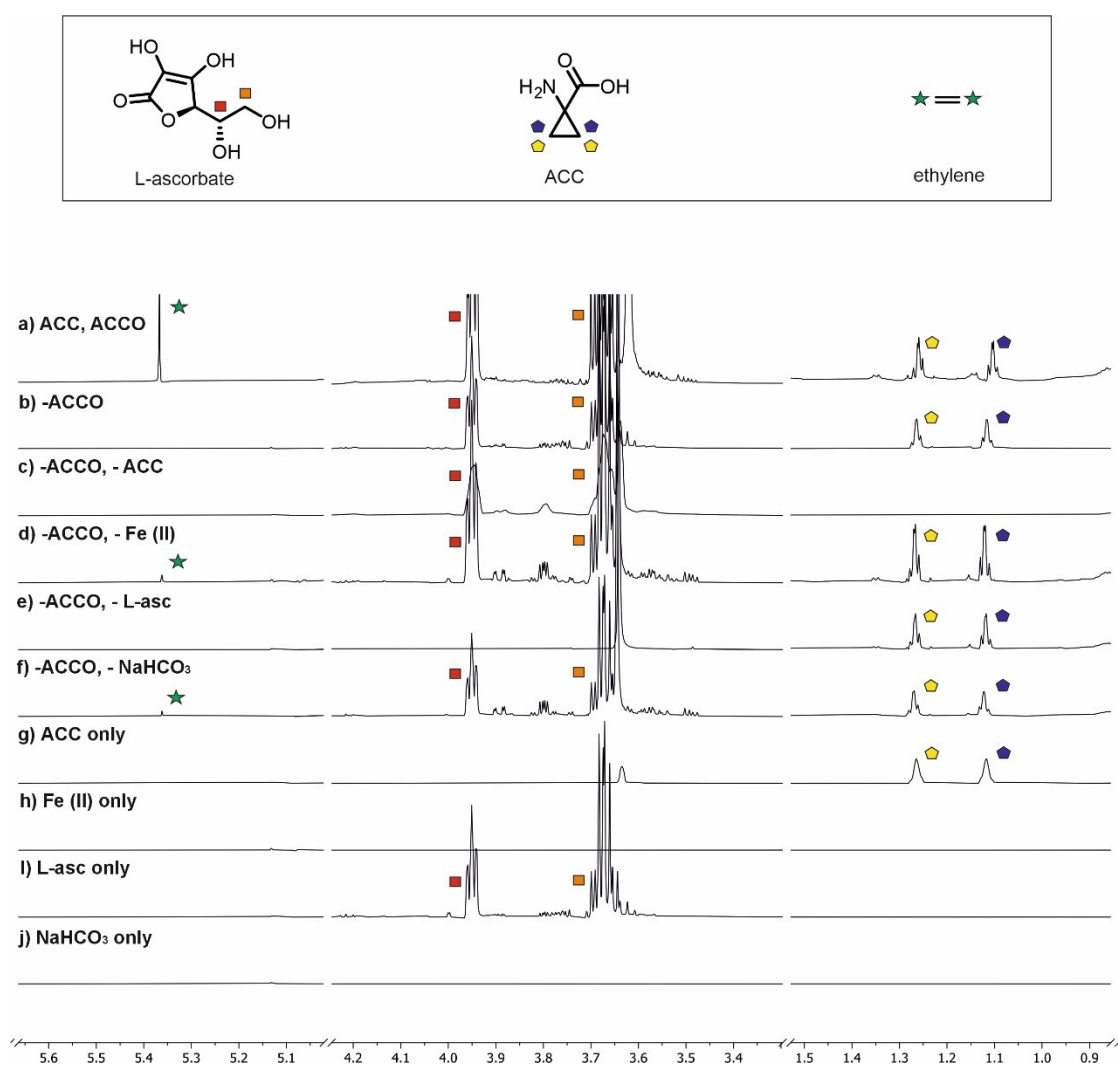 HO
OH
O
O
OH
OH
L-ascorbate
O
H₂N
OH
ACC
ethylene
a) ACC, ACCO
b) -ACCO
c) -ACCO, - ACC
d) -ACCO, - Fe (II)
e) -ACCO, - L-asc
f) -ACCO, - NaHCO₃
g) ACC only
h) Fe (II) only
I) L-asc only
j) NaHCO₃ only
5.6 5.5 5.4 5.3 5.2 5.1 4.2 4.1 4.0 3.9 3.8 3.7 3.6 3.5 3.4 1.5 1.4 1.3 1.2 1.1 1.0 0.9